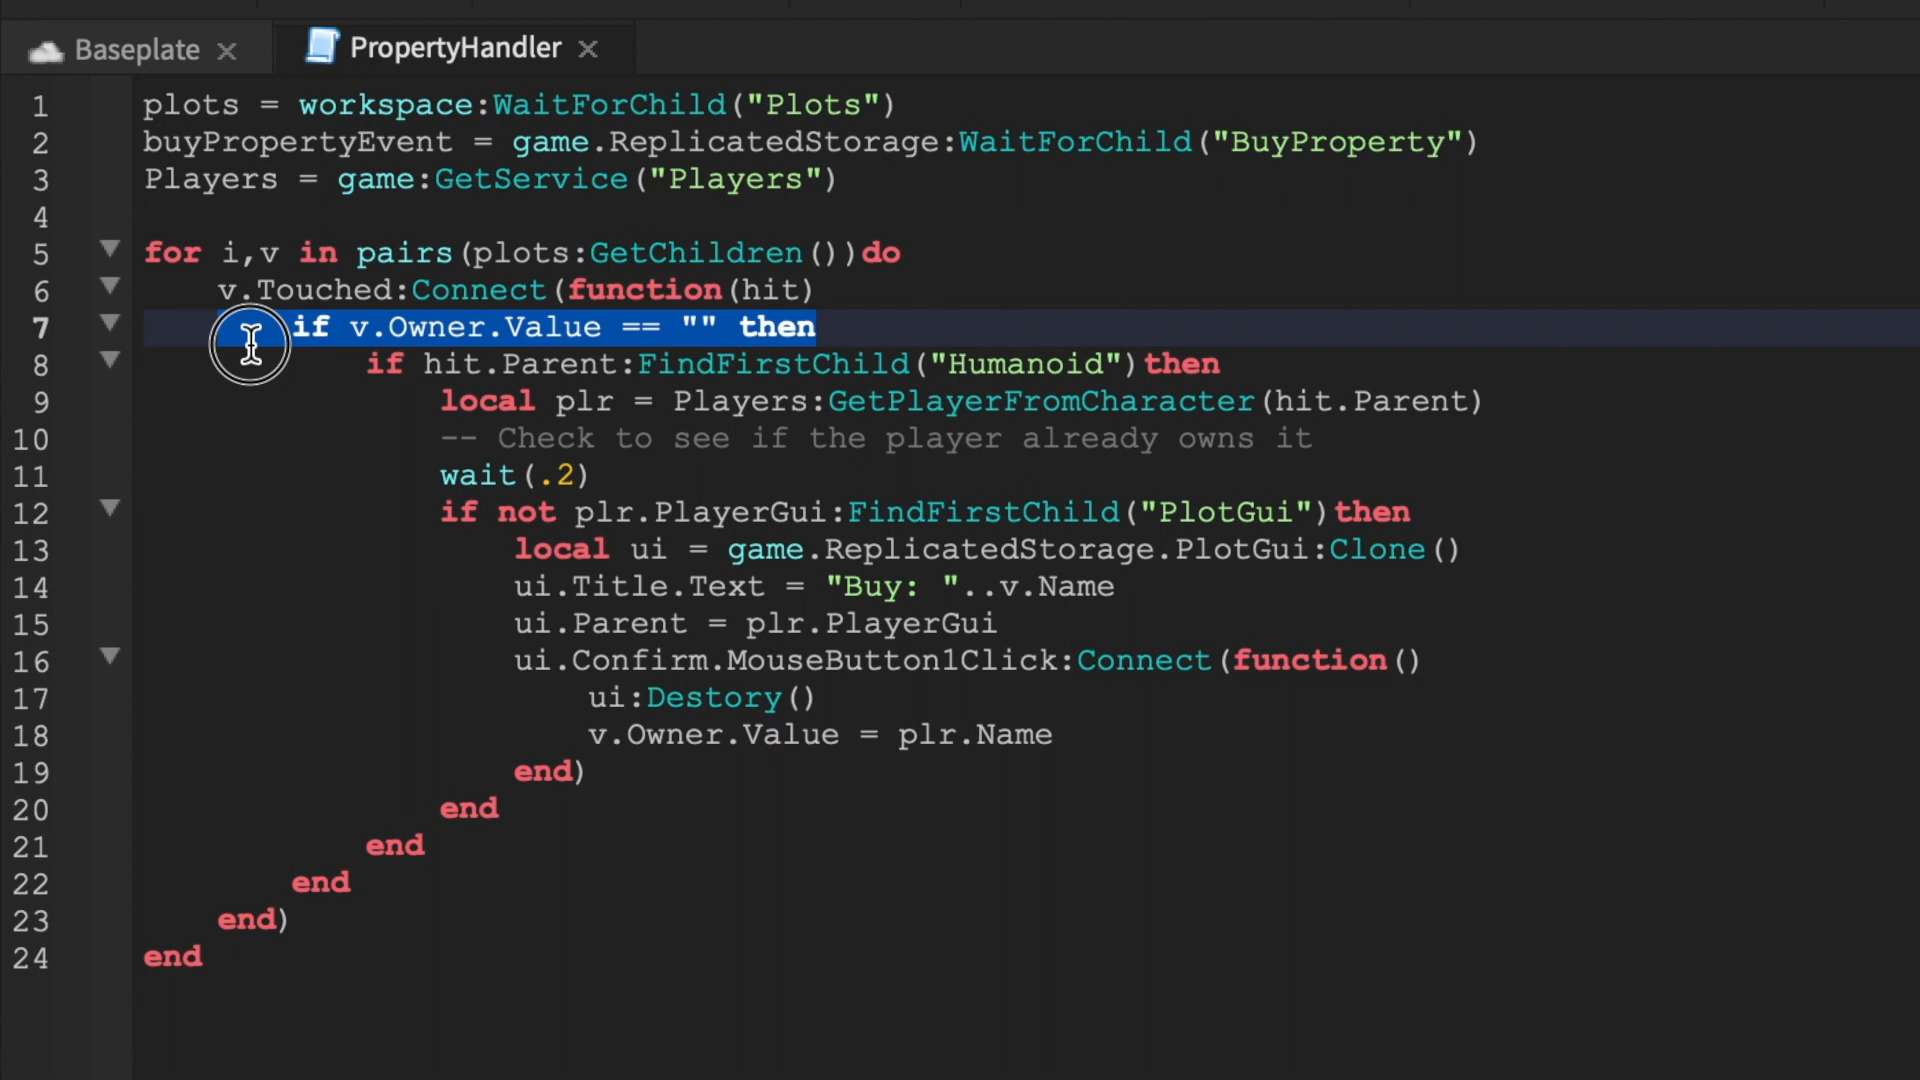 Baseplate
PropertyHandler
1 plots = workspace:WaitForChild("Plots")
2 buyPropertyEvent = game.ReplicatedStorage:WaitForChild("BuyProperty")
3 Players = game:GetService("Players")
4
5 for i,v in pairs(plots:GetChildren())do
6 v.Touched:Connect(function(hit)
7 if v.Owner.Value == "" then
8 if hit.Parent:FindFirstChild("Humanoid")then
9 local plr = Players:GetPlayerFromCharacter(hit.Parent)
10 -- Check to see if the player already owns it
11 wait(.2)
12 if not plr.PlayerGui:FindFirstChild("PlotGui")then
13 local ui = game.ReplicatedStorage.PlotGui:Clone()
14 ui.Title.Text = "Buy: "..v.Name
15 ui.Parent = plr.PlayerGui
16 ui.Confirm.MouseButton1Click:Connect(function()
17 ui:Destory()
18 v.Owner.Value = plr.Name
19 end)
20 end
21 end
22 end
23 end)
24 end